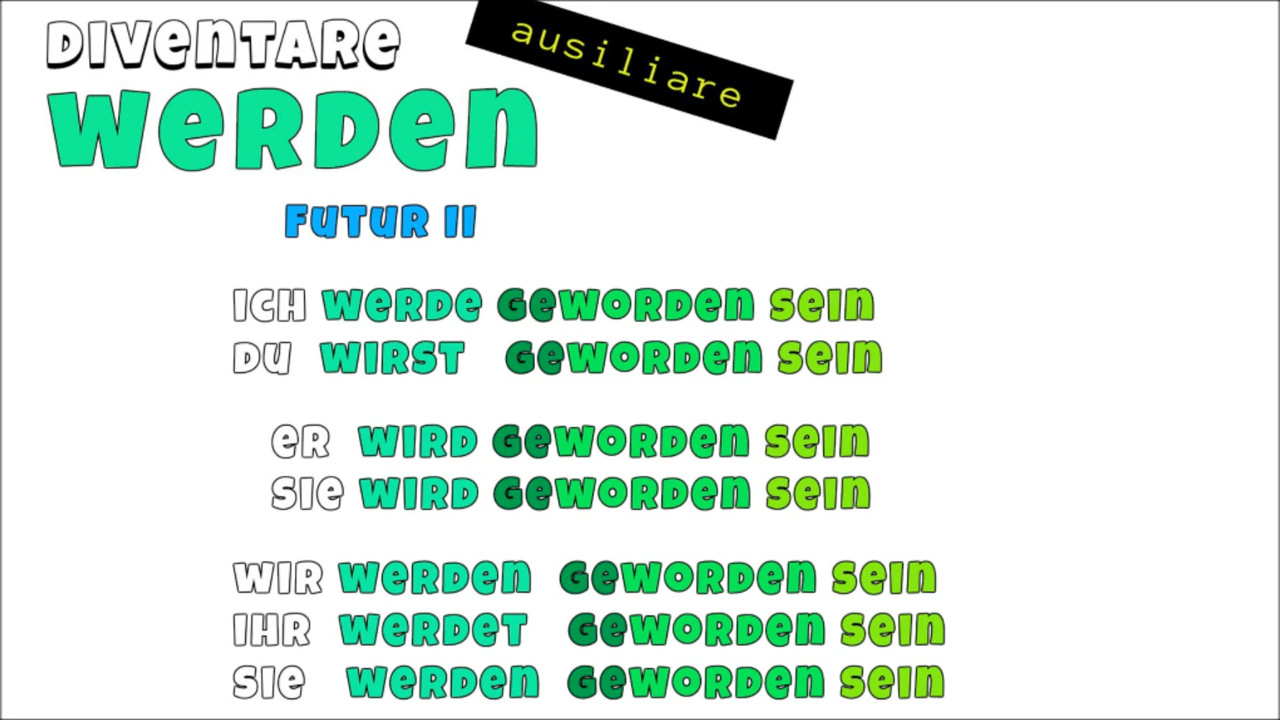 DIVENTARE
ausiliare
WERDEN
FUTUR II
ICH WERDE GEWORDEN SEIN
DU WIRST GEWORDEN SEIN
ER WIRD GEWORDEN SEIN
SIE WIRD GEWORDEN SEIN
WIR WERDEN GEWORDEN SEIN
IHR WERDET GEWORDEN SEIN
SIE WERDEN GEWORDEN SEIN